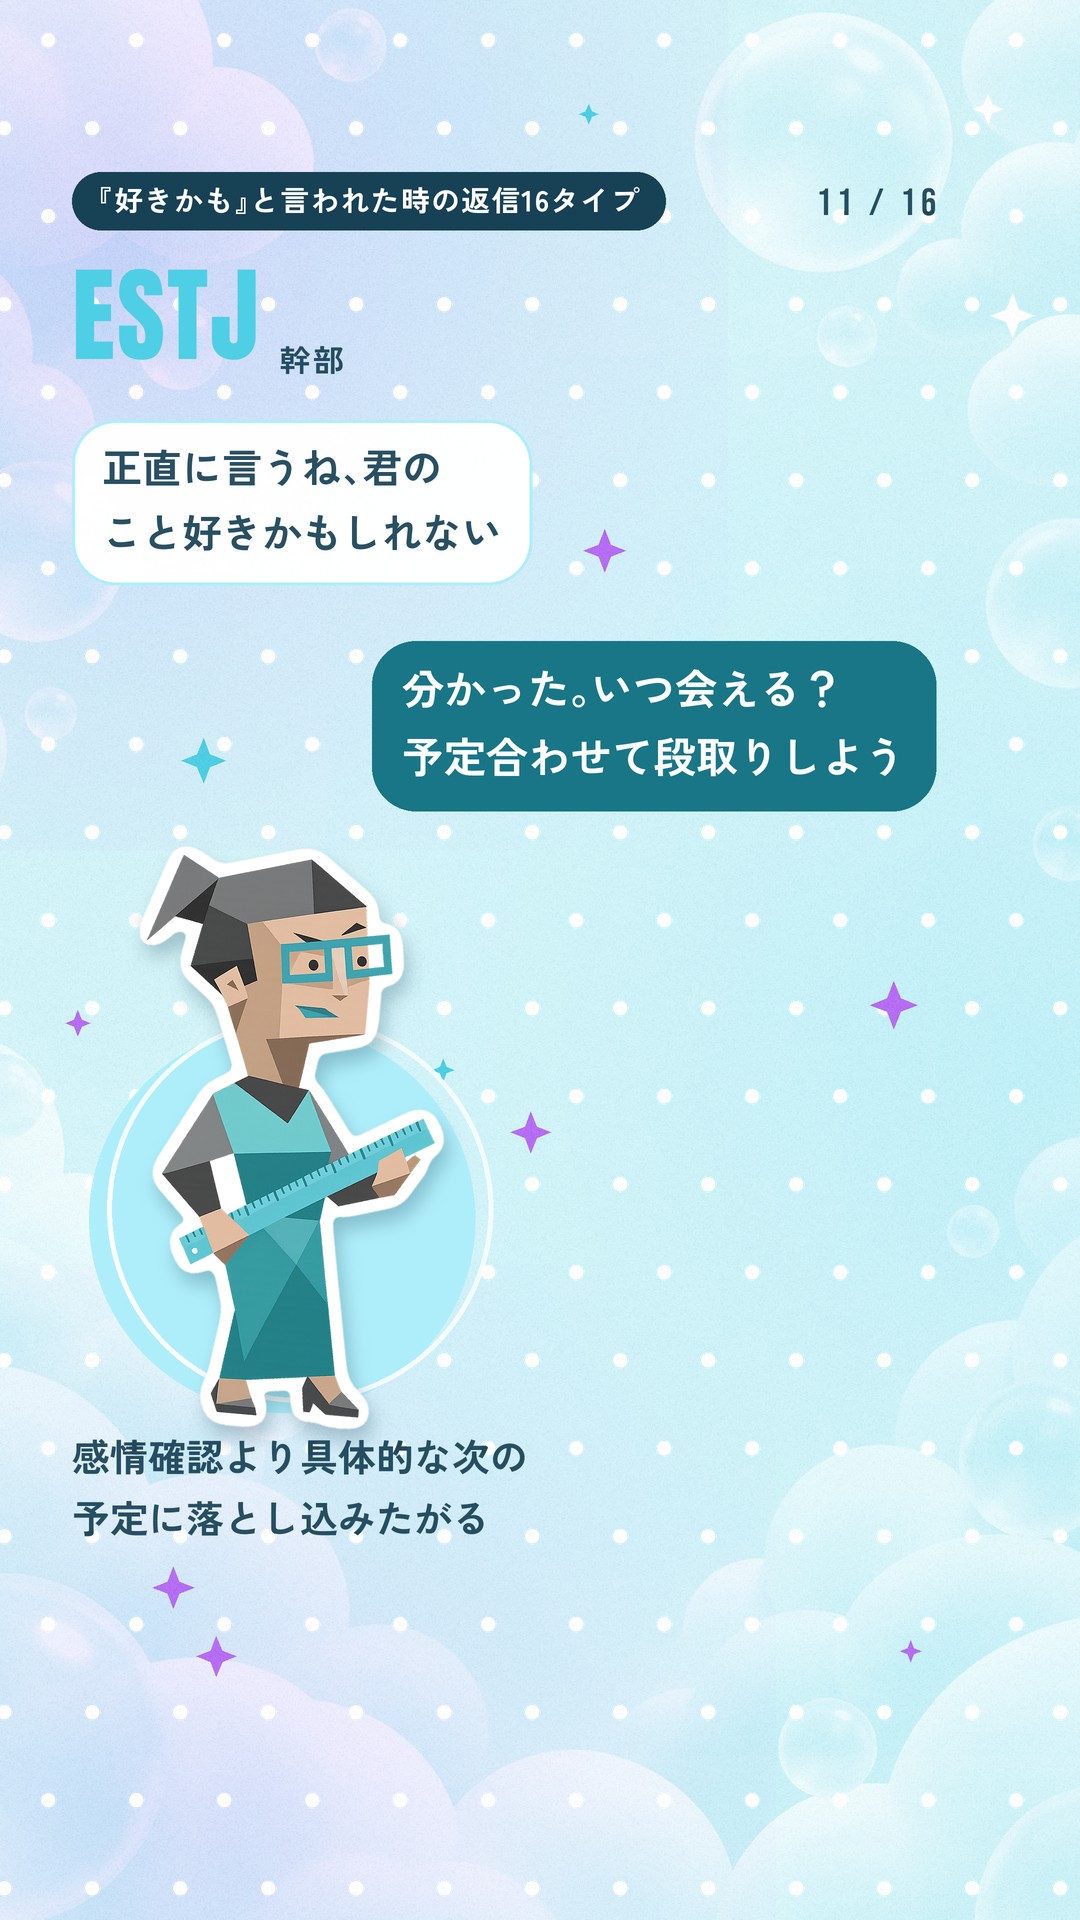 『好きかも』と言われた時の返信16タイプ
11 / 16
ESTJ 幹部
正直に言うね、君の
こと好きかもしれない
分かった。いつ会える？
予定合わせて段取りしよう
感情確認より具体的な次の
予定に落とし込みたがる